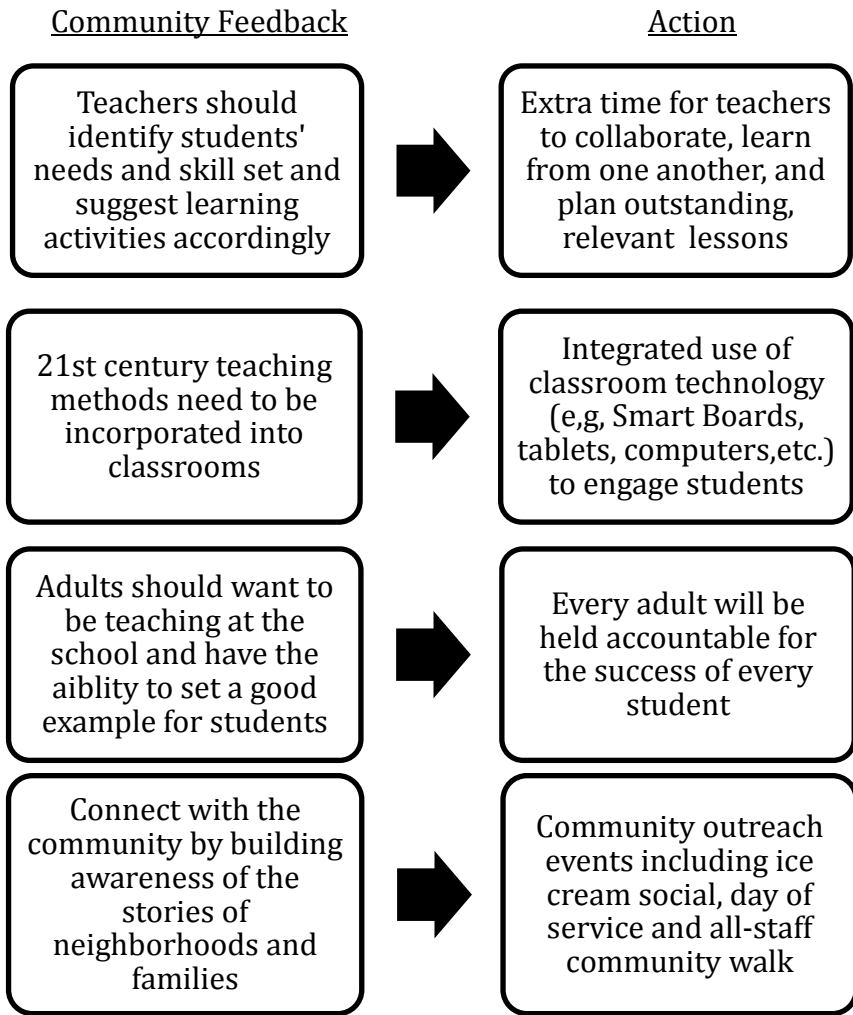 Community Feedback
Action
Teachers should
identify students'
needs and skill set and
suggest learning
activities accordingly
Extra time for teachers
to collaborate, learn
from one another, and
plan outstanding,
relevant lessons
21st century teaching
methods need to be
incorporated into
classrooms
Integrated use of
classroom technology
(e,g, Smart Boards,
tablets, computers,etc.)
to engage students
Adults should want to
be teaching at the
school and have the
aiblity to set a good
example for students
Every adult will be
held accountable for
the success of every
student
Connect with the
community by building
awareness of the
stories of
neighborhoods and
families
Community outreach
events including ice
cream social, day of
service and all-staff
community walk